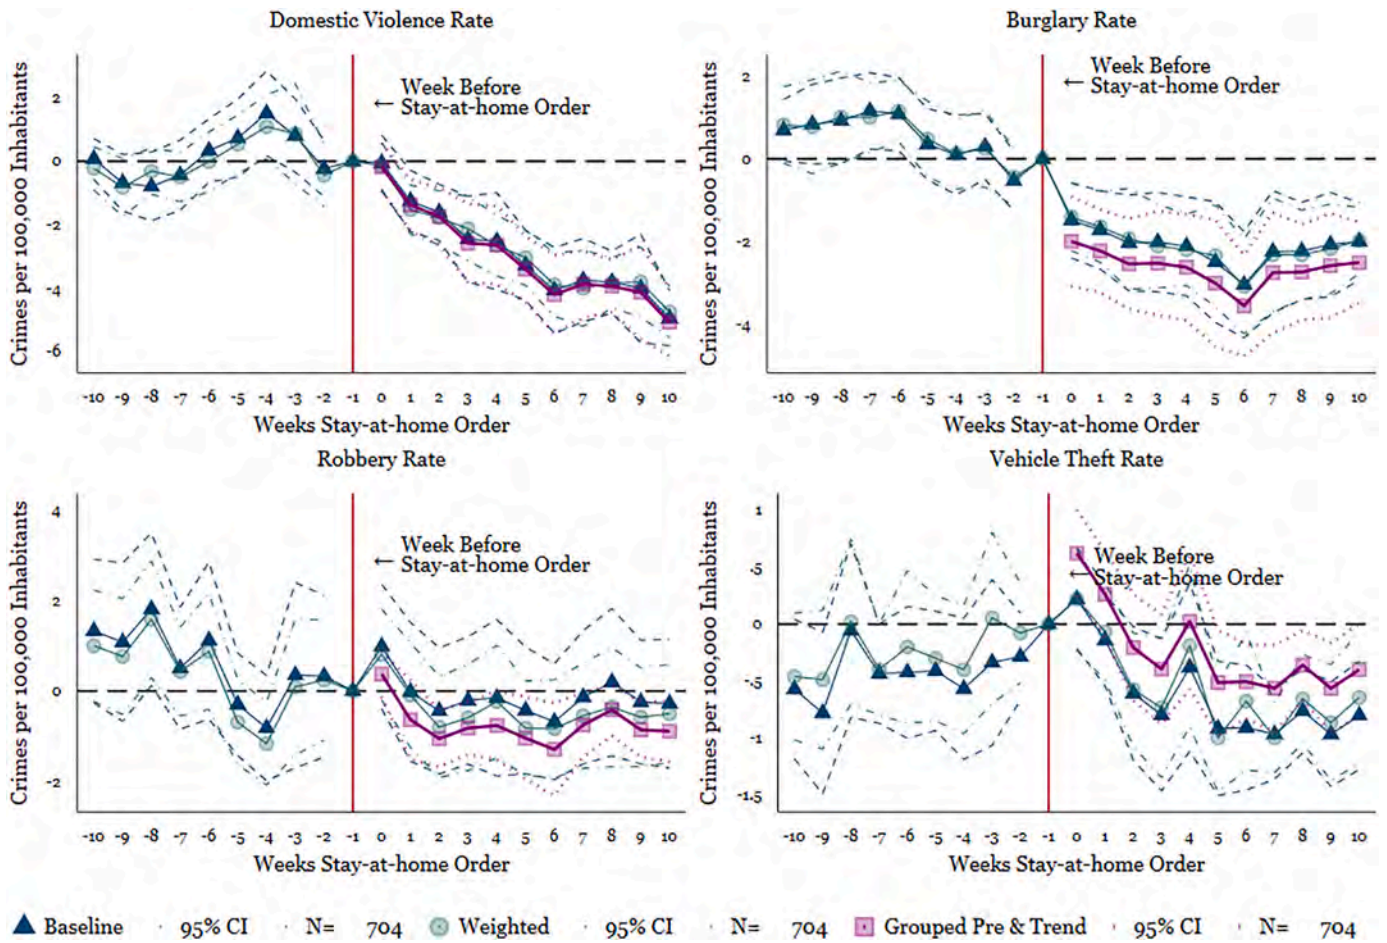 Domestic Violence Rate
Crimes per 100,000 Inhabitants
2
0
-2
-4
-6
← Week Before
Stay-at-home Order
-10 -9 -8 -7 -6 -5 -4 -3 -2 -1 0 1 2 3 4 5 6 7 8 9 10
Weeks Stay-at-home Order
Burglary Rate
Crimes per 100,000 Inhabitants
2
0
-2
-4
Week Before
← Stay-at-home Order
-10 -9 -8 -7 -6 -5 -4 -3 -2 -1 0 1 2 3 4 5 6 7 8 9 10
Weeks Stay-at-home Order
Robbery Rate
Crimes per 100,000 Inhabitants
4
2
0
-2
Week Before
← Stay-at-home Order
-10 -9 -8 -7 -6 -5 -4 -3 -2 -1 0 1 2 3 4 5 6 7 8 9 10
Weeks Stay-at-home Order
Vehicle Theft Rate
Crimes per 100,000 Inhabitants
1
.5
0
-.5
-1
-1.5
Week Before
← Stay-at-home Order
-10 -9 -8 -7 -6 -5 -4 -3 -2 -1 0 1 2 3 4 5 6 7 8 9 10
Weeks Stay-at-home Order
Baseline 95% CI N= 704 Weighted 95% CI N= 704 Grouped Pre & Trend 95% CI N= 704